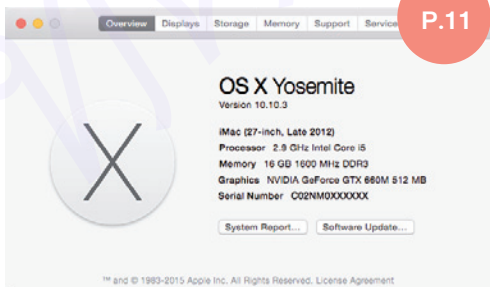 Overview Displays Storage Memory Support Service
P.11
OS X Yosemite
Version 10.10.3
iMac (27-inch, Late 2012)
Processor 2.9 GHz Intel Core i5
Memory 16 GB 1600 MHz DDR3
Graphics NVIDIA GeForce GTX 660M 512 MB
Serial Number C02NM0XXXXXX
System Report... Software Update...
™ and © 1983-2015 Apple Inc. All Rights Reserved. License Agreement